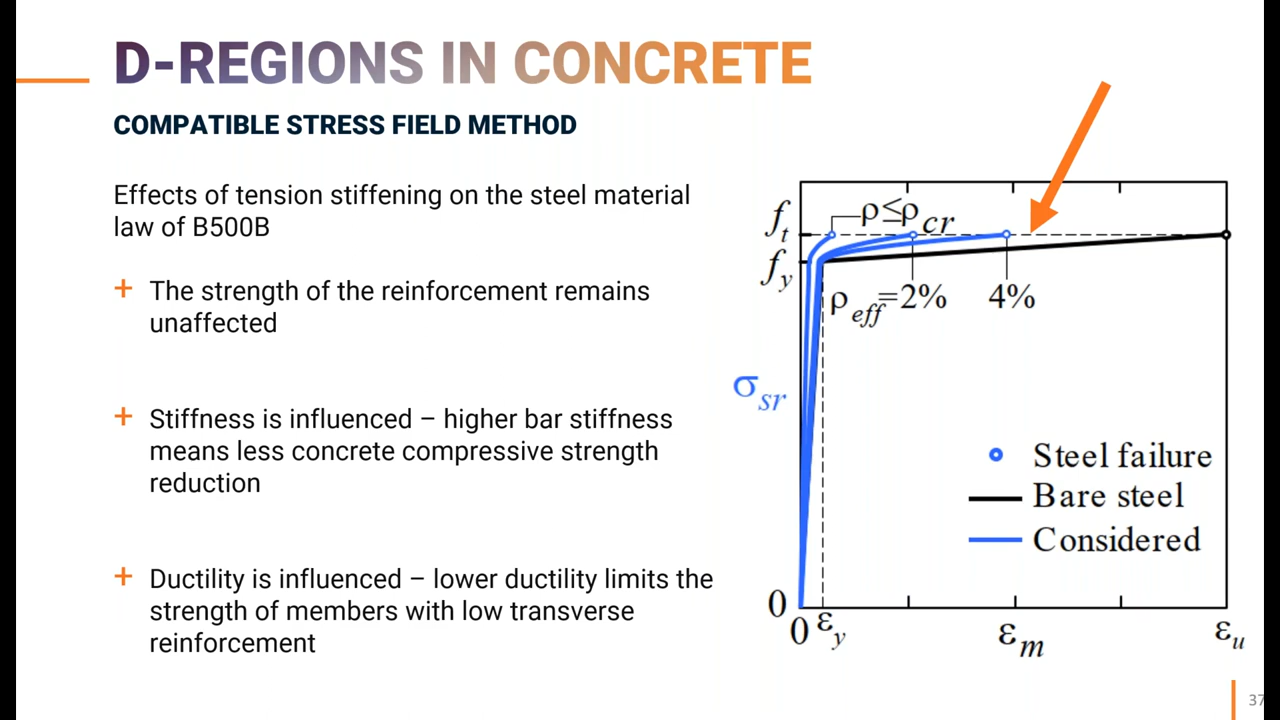 D-REGIONS IN CONCRETE
COMPATIBLE STRESS FIELD METHOD
Effects of tension stiffening on the steel material
law of B500B
+ The strength of the reinforcement remains
unaffected
+ Stiffness is influenced – higher bar stiffness
means less concrete compressive strength
reduction
+ Ductility is influenced – lower ductility limits the
strength of members with low transverse
reinforcement
ft
ρ≤ρcr
fy
ρeff=2%
4%
σsr
Steel failure
Bare steel
Considered
0
0
εy
εm
εu
37